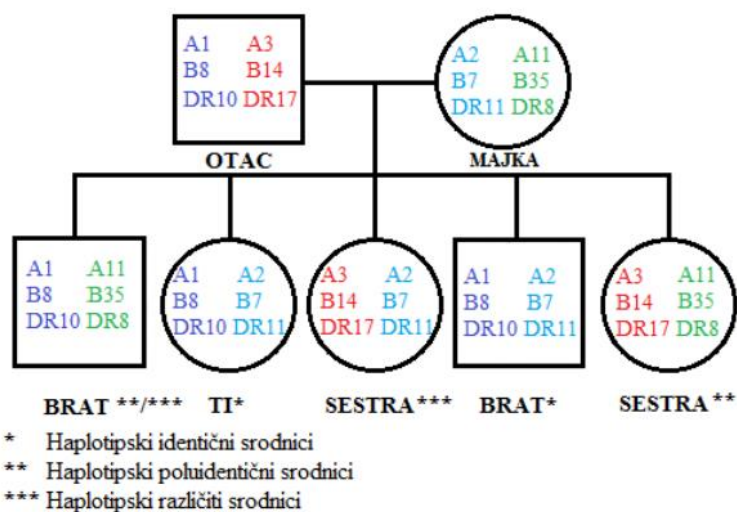 A1 A3
B8 B14
DR10 DR17
OTAC
A2 A11
B7 B35
DR11 DR8
MAJKA
A1 A11
B8 B35
DR10 DR8
BRAT **/***
A1 A2
B8 B7
DR10 DR11
TI*
A3 A2
B14 B7
DR17 DR11
SESTRA***
A1 A2
B8 B7
DR10 DR11
BRAT*
A3 A11
B14 B35
DR17 DR8
SESTRA **
* Haplotipski identični srodnici
** Haplotipski poluidentični srodnici
*** Haplotipski različiti srodnici